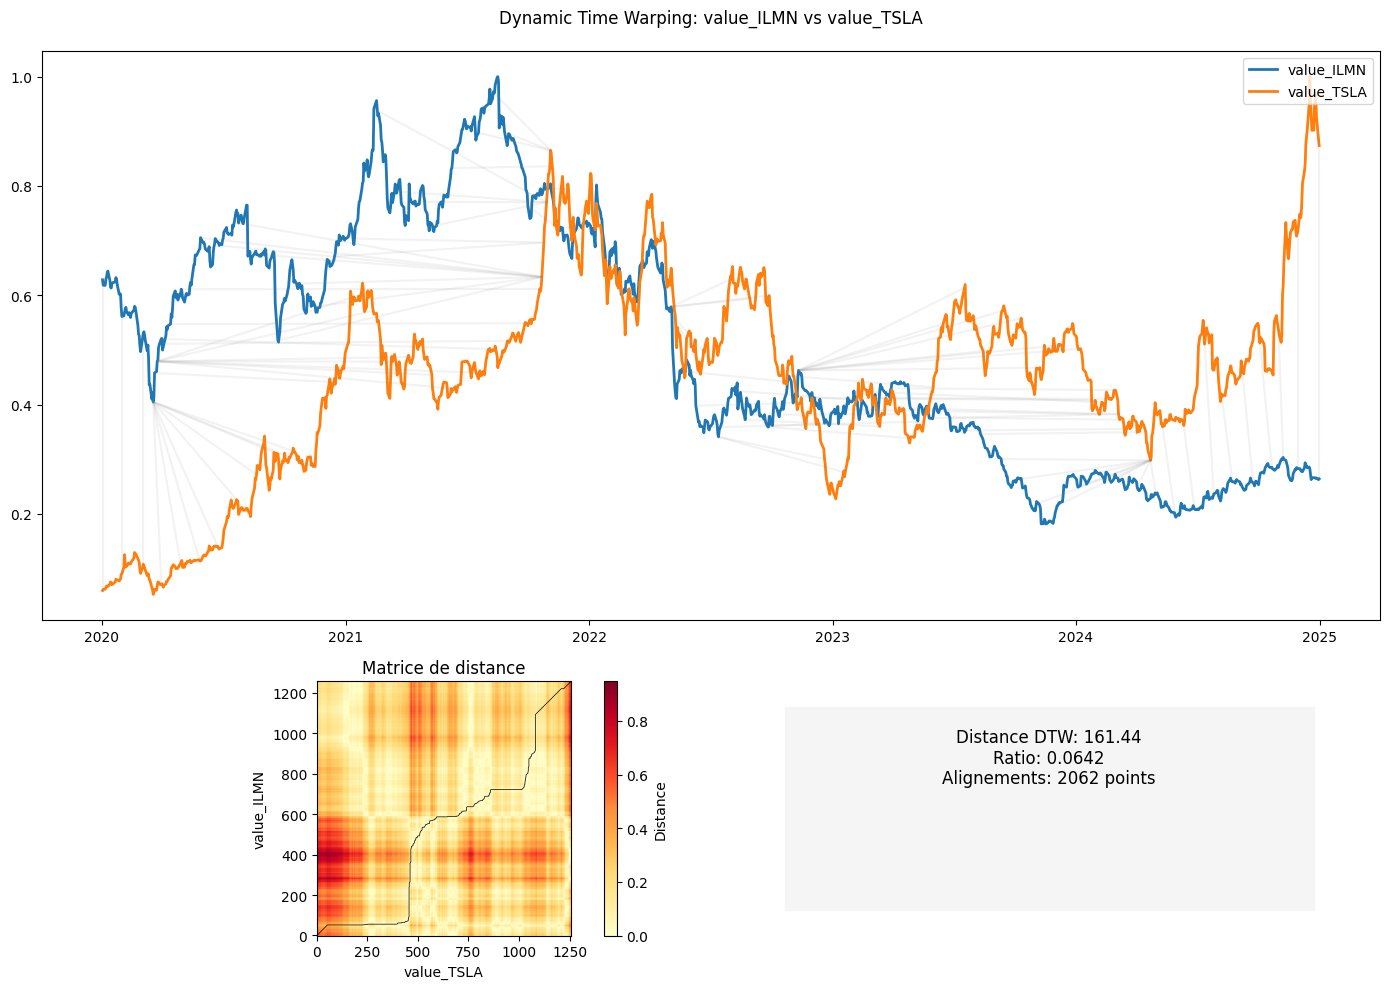 Dynamic Time Warping: value_ILMN vs value_TSLA
value_ILMN
value_TSLA
1.0
0.8
0.6
0.4
0.2
2020
2021
2022
2023
2024
2025
Matrice de distance
value_ILMN
1200
1000
800
600
400
200
0
0
250
500
750
1000
1250
value_TSLA
0.8
0.6
0.4
0.2
0.0
Distance
Distance DTW: 161.44
Ratio: 0.0642
Alignements: 2062 points